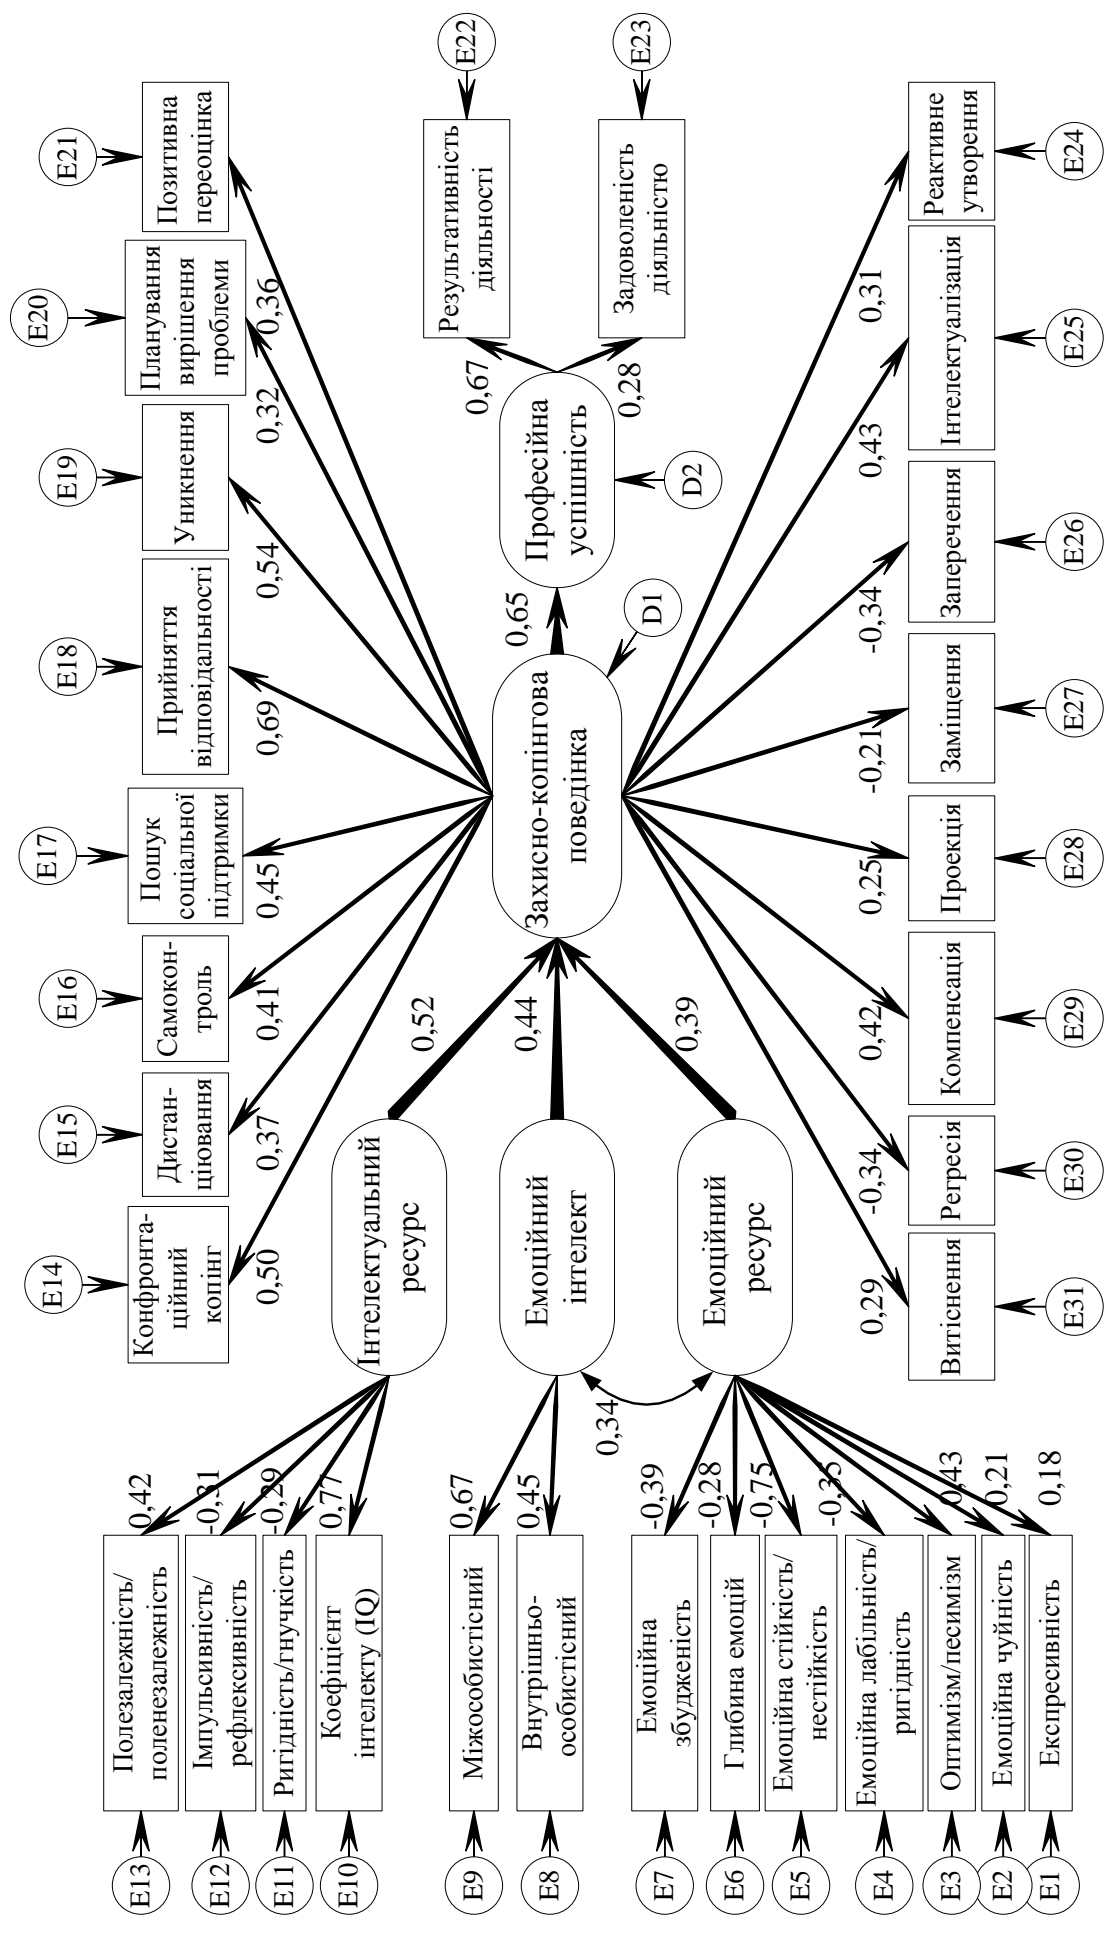 E14
E15
E16
E17
E18
E19
E20
E21
Конфронта-
ційний
копінг
Дистан-
ціювання
Самокон-
троль
Пошук
соціальної
підтримки
Прийняття
відповідальності
Уникнення
Планування
вирішення
проблеми
Позитивна
переоцінка
0,50
0,37
0,41
0,45
0,69
0,54
0,32
0,36
E13
Полезалежність/
поленезалежність
0,42
E12
Імпульсивність/
рефлексивність
-0,31
E11
Ригідність/гнучкість
-0,29
E10
Коефіцієнт
інтелекту (IQ)
0,77
Інтелектуальний
ресурс
0,52
E9
Міжособистісний
0,67
E8
Внутрішньо-
особистісний
0,45
Емоційний
інтелект
0,44
0,34
Емоційний
ресурс
0,39
Захисно-копінгова
поведінка
D1
0,65
Професійна
успішність
D2
0,67
Результативність
діяльності
E22
0,28
Задоволеність
діяльністю
E23
E7
Емоційна
збудженість
-0,39
E6
Глибина емоцій
-0,28
E5
Емоційна стійкість/
нестійкість
-0,75
E4
Емоційна лабільність/
ригідність
-0,35
E3
Оптимізм/песимізм
0,43
E2
Емоційна чуйність
0,21
E1
Експресивність
0,18
0,29
-0,34
0,42
0,25
-0,21
-0,34
0,43
0,31
Витіснення
Регресія
Компенсація
Проекція
Заміщення
Заперечення
Інтелектуалізація
Реактивне
утворення
E31
E30
E29
E28
E27
E26
E25
E24